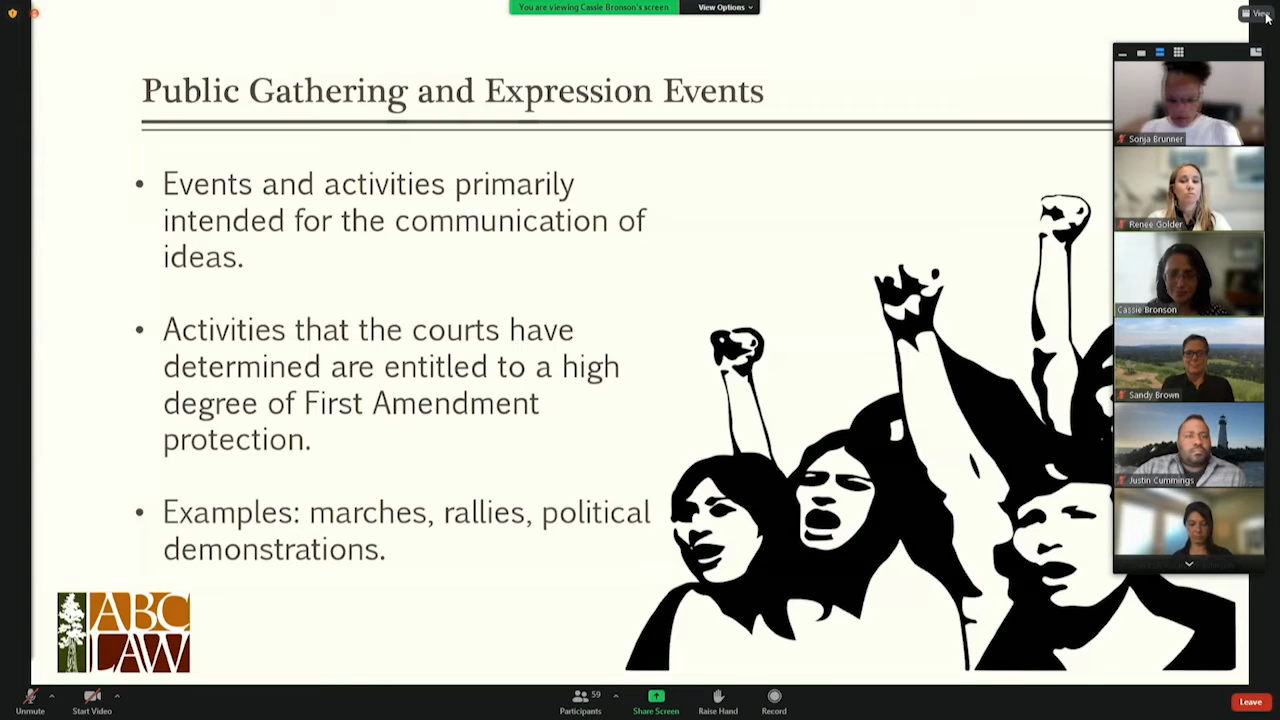 You are viewing Cassie Bronson's screen
View Options
View
Public Gathering and Expression Events
• Events and activities primarily
intended for the communication of
ideas.
• Activities that the courts have
determined are entitled to a high
degree of First Amendment
protection.
• Examples: marches, rallies, political
demonstrations.
ABC
LAW
Sonja Brunner
Renee Golder
Cassie Bronson
Sandy Brown
Justin Cummings
Unmute
Start Video
59
Participants
Share Screen
Raise Hand
Record
Leave